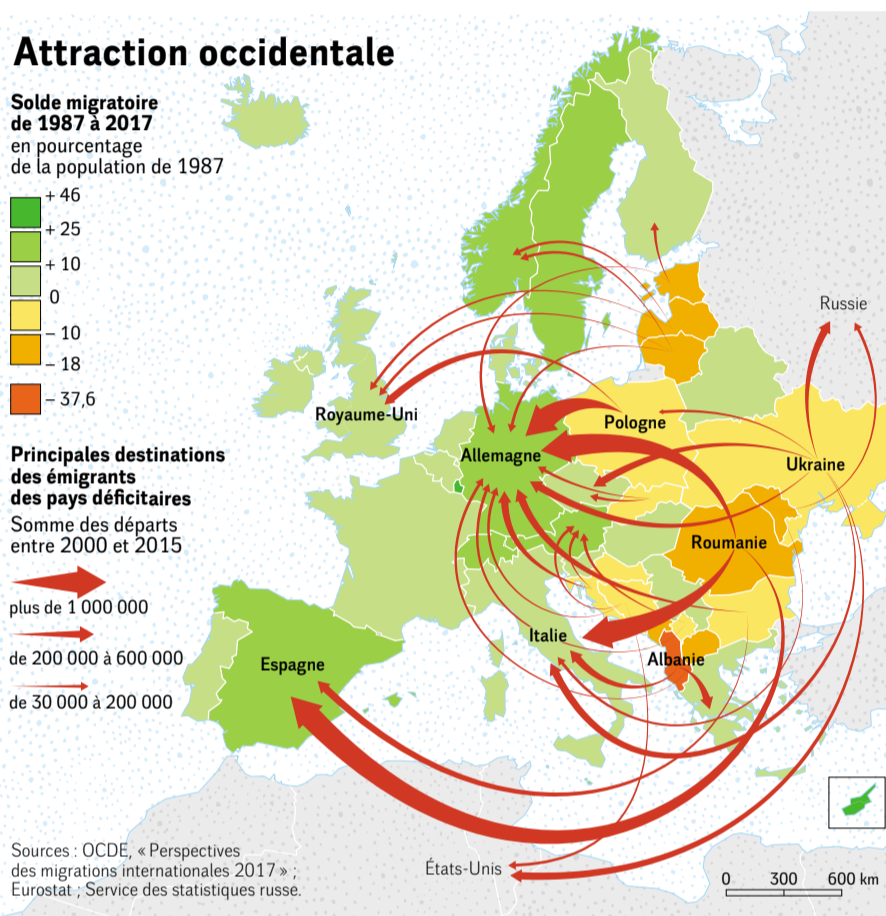 Attraction occidentale
Solde migratoire
de 1987 à 2017
en pourcentage
de la population de 1987
+ 46
+ 25
+ 10
0
– 10
– 18
– 37,6
Principales destinations
des émigrants
des pays déficitaires
Somme des départs
entre 2000 et 2015
plus de 1 000 000
de 200 000 à 600 000
de 30 000 à 200 000
Russie
Royaume-Uni
Pologne
Allemagne
Ukraine
Roumanie
Italie
Albanie
Espagne
États-Unis
Sources : OCDE, « Perspectives
des migrations internationales 2017 » ;
Eurostat ; Service des statistiques russe.
0 300 600 km